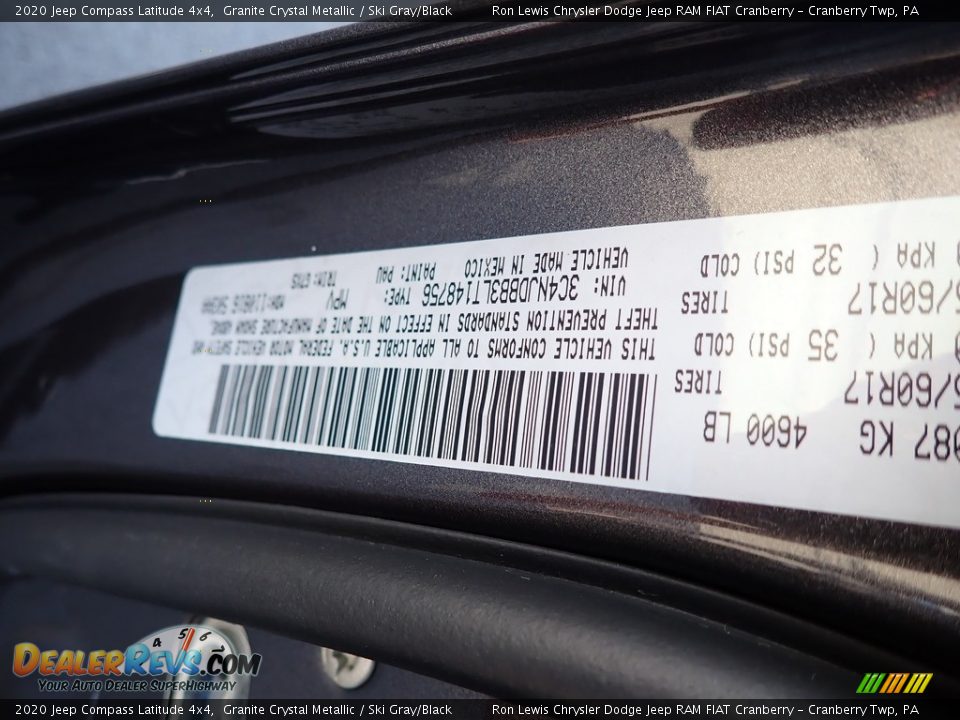 2020 Jeep Compass Latitude 4x4, Granite Crystal Metallic / Ski Gray/Black Ron Lewis Chrysler Dodge Jeep RAM FIAT Cranberry - Cranberry Twp, PA
087 KG 4600 LB
/60R17 TIRES
KPA ( 35 PSI) COLD
/60R17 TIRES
KPA ( 32 PSI) COLD
THIS VEHICLE CONFORMS TO ALL APPLICABLE U.S.A. FEDERAL MOTOR VEHICLE SAFETY AND
THEFT PREVENTION STANDARDS IN EFFECT ON THE DATE OF MANUFACTURE SHOWN ABOVE.
VIN: 3C4NJDBB3LT148756 TYPE: MPV
VEHICLE MADE IN MEXICO PAINT: PAU TRIM:
4 5 6
DealerRevs.com
Your Auto Dealer SuperHighway
2020 Jeep Compass Latitude 4x4, Granite Crystal Metallic / Ski Gray/Black Ron Lewis Chrysler Dodge Jeep RAM FIAT Cranberry - Cranberry Twp, PA